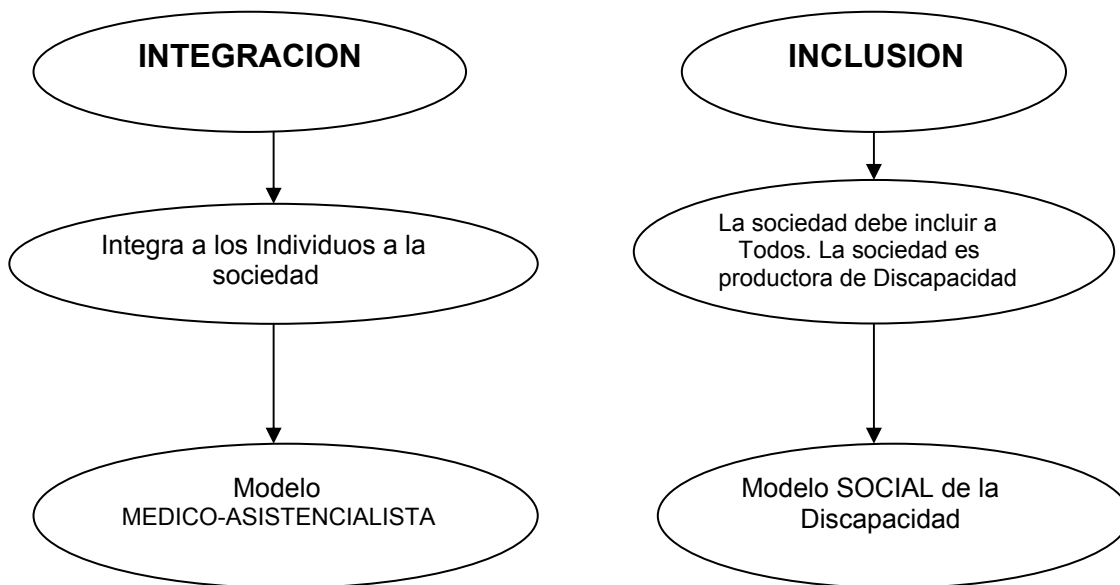 INTEGRACION
Integra a los Individuos a la
sociedad
Modelo
MEDICO-ASISTENCIALISTA
INCLUSION
La sociedad debe incluir a
Todos. La sociedad es
productora de Discapacidad
Modelo SOCIAL de la
Discapacidad